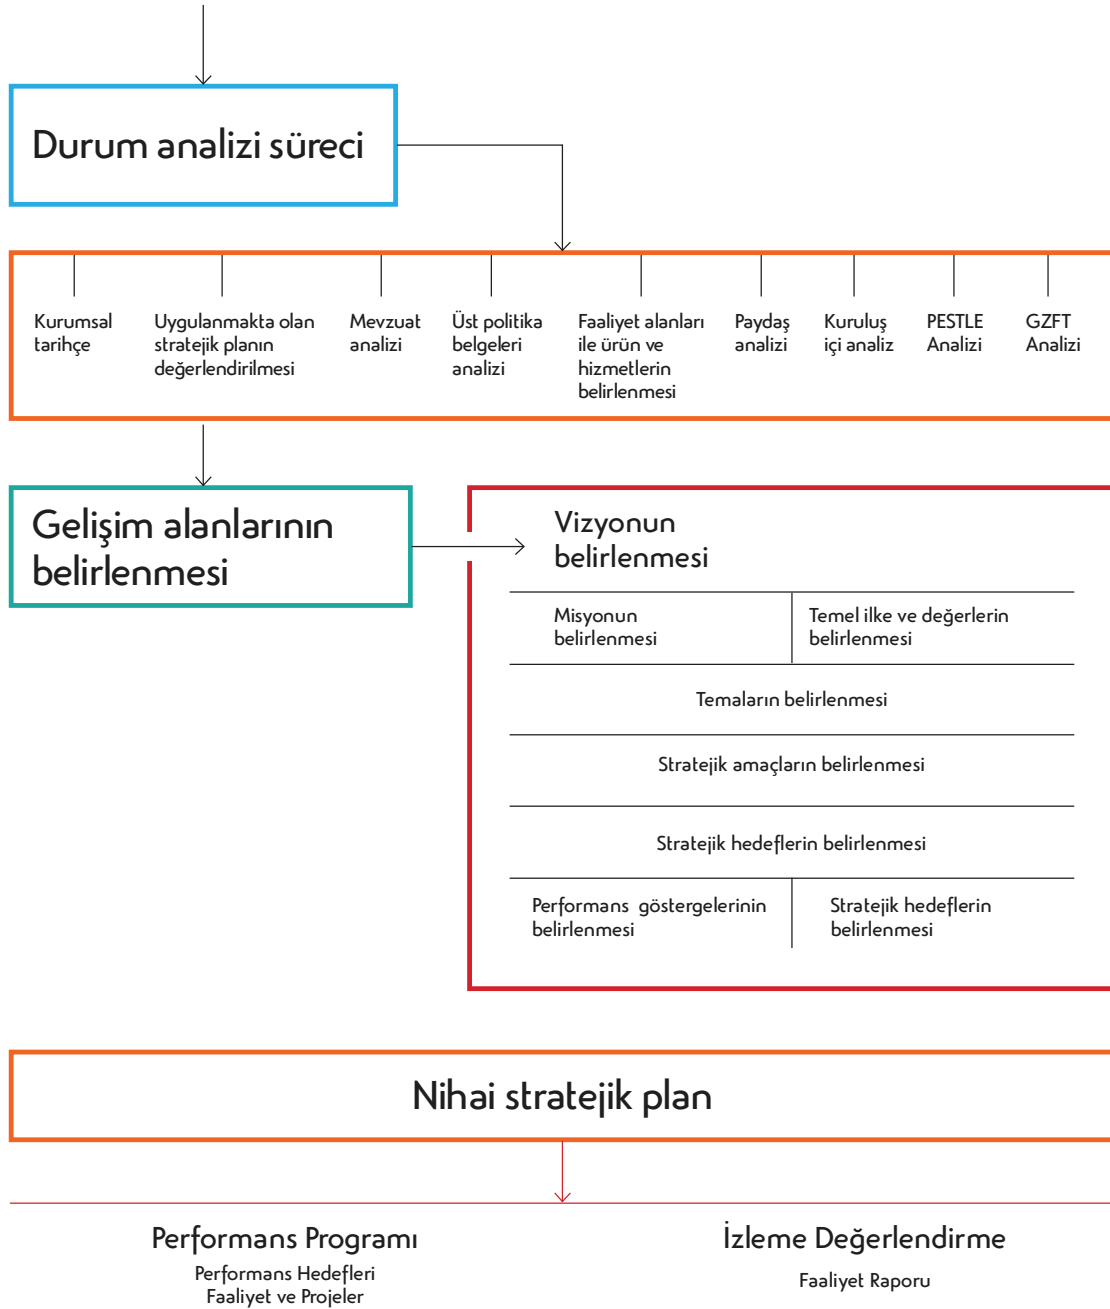 Durum analizi süreci
Kurumsal
tarihçe
Uygulanmakta olan
stratejik planın
değerlendirilmesi
Mevzuat
analizi
Üst politika
belgeleri
analizi
Faaliyet alanları
ile ürün ve
hizmetlerin
belirlenmesi
Paydaş
analizi
Kuruluş
içi analiz
PESTLE
Analizi
GZFT
Analizi
Gelişim alanlarının
belirlenmesi
Vizyonun
belirlenmesi
Misyonun
belirlenmesi
Temel ilke ve değerlerin
belirlenmesi
Temaların belirlenmesi
Stratejik amaçların belirlenmesi
Stratejik hedeflerin belirlenmesi
Performans göstergelerinin
belirlenmesi
Stratejik hedeflerin
belirlenmesi
Nihai stratejik plan
Performans Programı
Performans Hedefleri
Faaliyet ve Projeler
İzleme Değerlendirme
Faaliyet Raporu